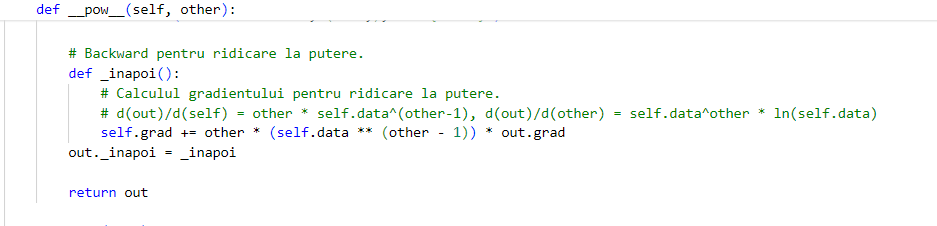 def __pow__(self, other):
# Backward pentru ridicare la putere.
def _inapoi():
# Calculul gradientului pentru ridicare la putere.
# d(out)/d(self) = other * self.data^(other-1), d(out)/d(other) = self.data^other * ln(self.data)
self.grad += other * (self.data ** (other - 1)) * out.grad
out._inapoi = _inapoi
return out